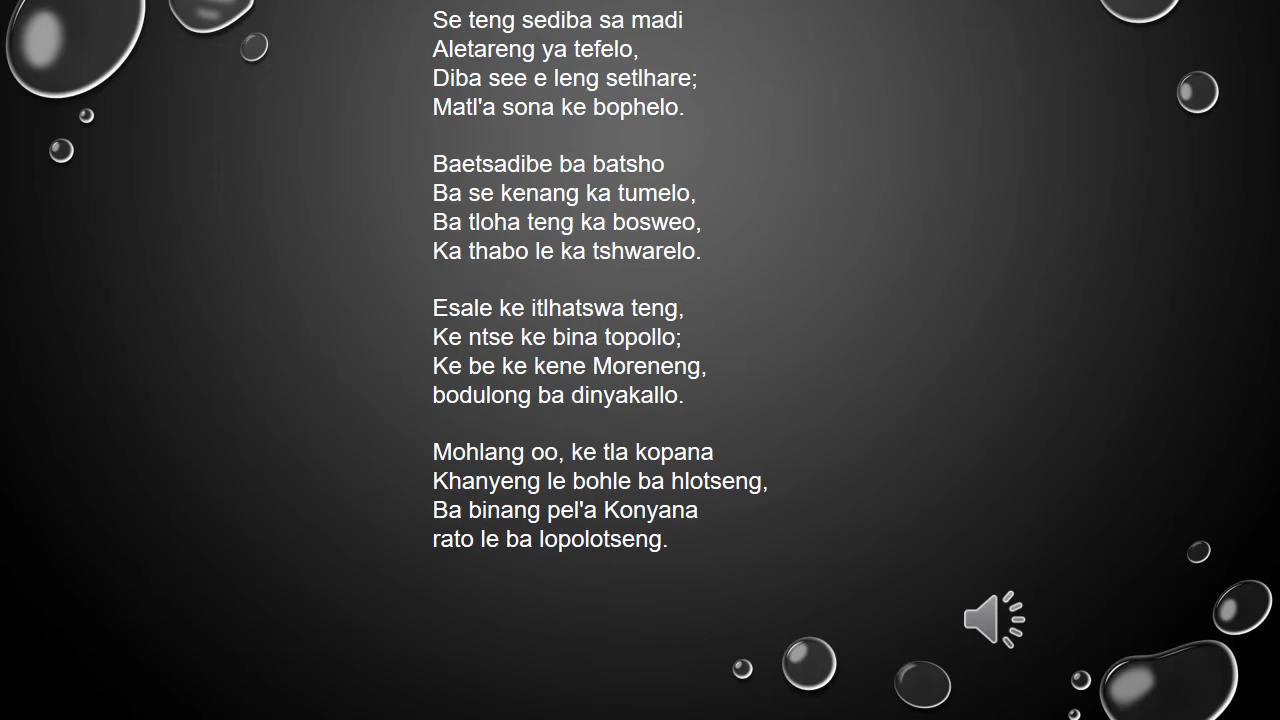 Se teng sediba sa madi
Aletareng ya tefelo,
Diba see e leng setlhare;
Matl'a sona ke bophelo.

Baetsadibe ba batsho
Ba se kenang ka tumelo,
Ba tloha teng ka bosweo,
Ka thabo le ka tshwarelo.

Esale ke itlhatswa teng,
Ke ntse ke bina topollo;
Ke be ke kene Moreneng,
bodulong ba dinyakallo.

Mohlang oo, ke tla kopana
Khanyeng le bohle ba hlotseng,
Ba binang pel'a Konyana
rato le ba lopolotseng.